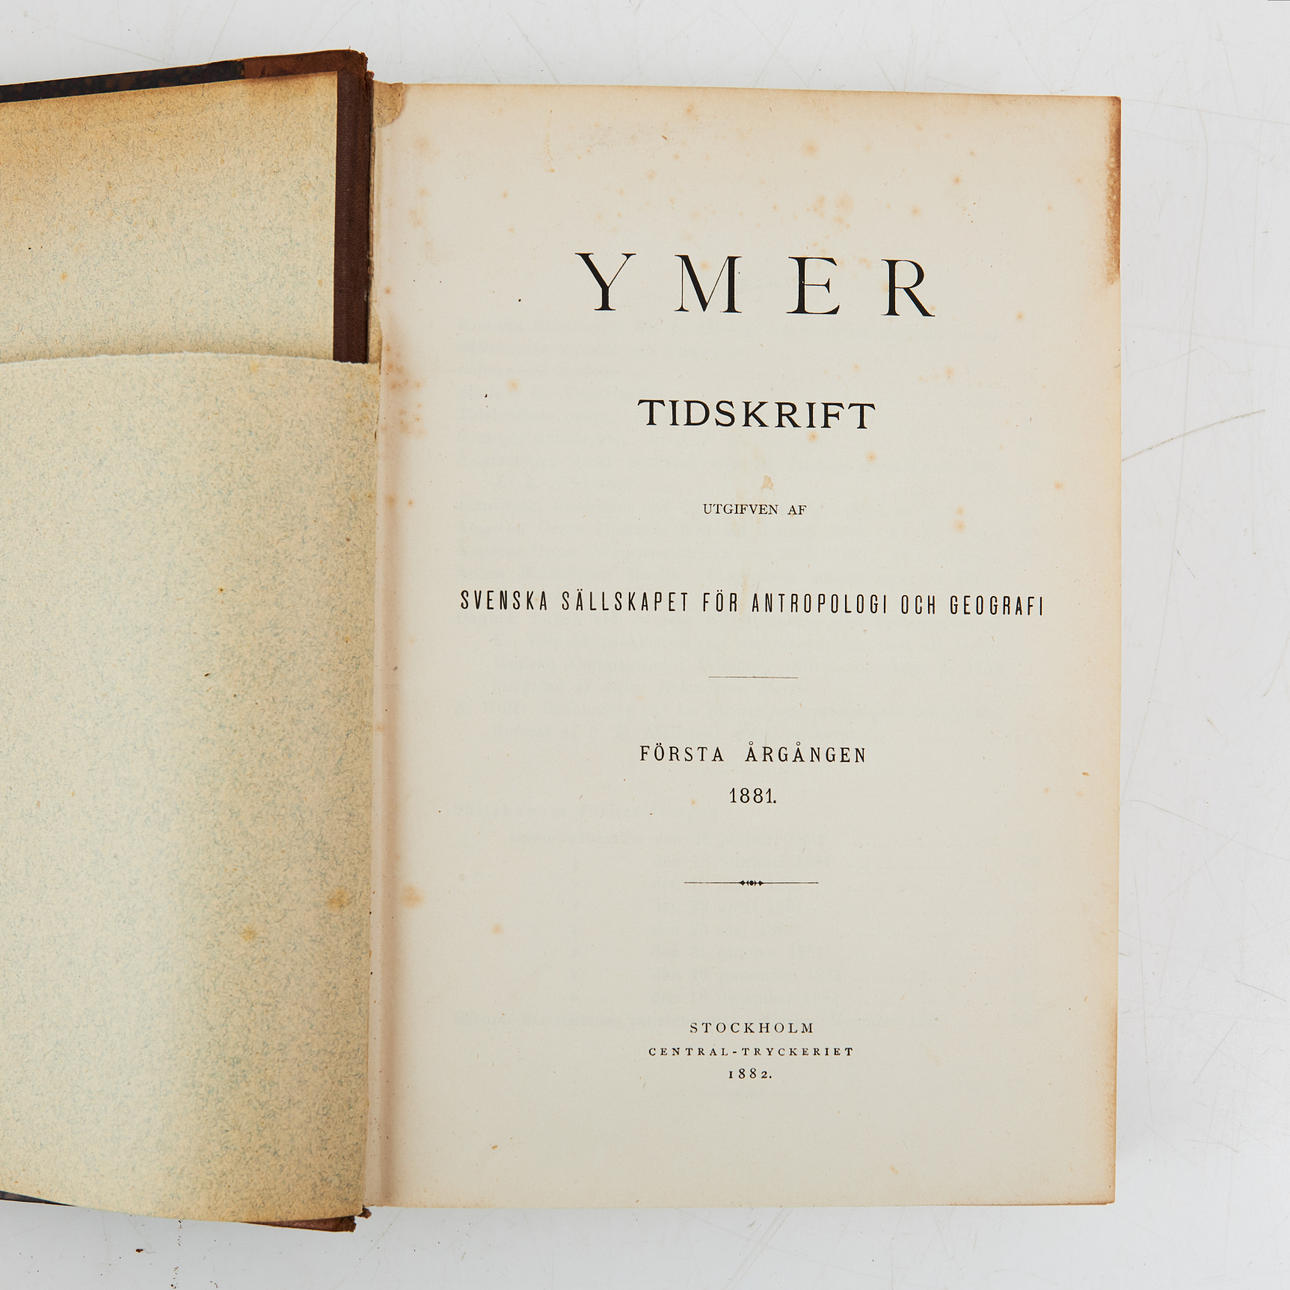 YMER
TIDSKRIFT
UTGIFVEN AF
SVENSKA SÄLLSKAPET FÖR ANTROPOLOGI OCH GEOGRAFI
FÖRSTA ÅRGÅNGEN
1881.
STOCKHOLM
CENTRAL-TRYCKERIET
1882.